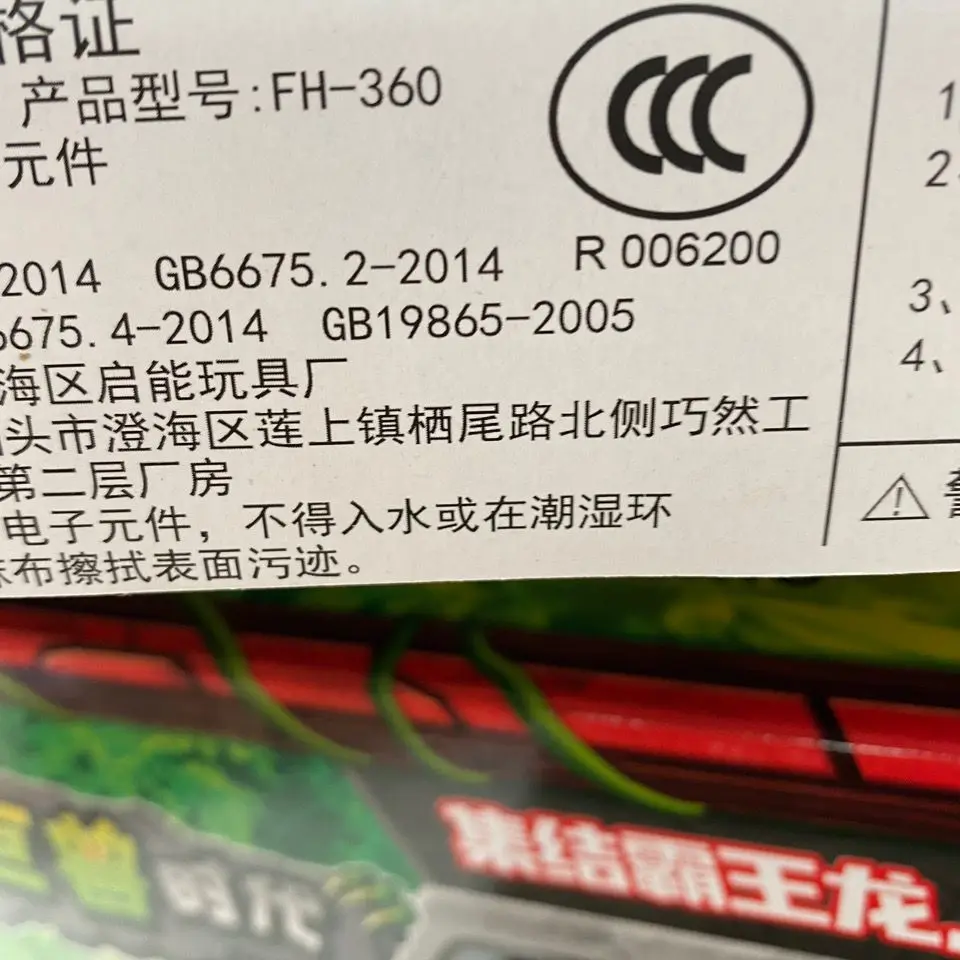 格证
产品型号:FH-360
元件
CCC
R 006200
2014 GB6675.2-2014
6675.4-2014 GB19865-2005
海区启能玩具厂
头市澄海区莲上镇栖尾路北侧巧然工
第二层厂房
电子元件，不得入水或在潮湿环
布擦拭表面污迹。
1
2
3、
4、
巨兽时代
集结霸王龙